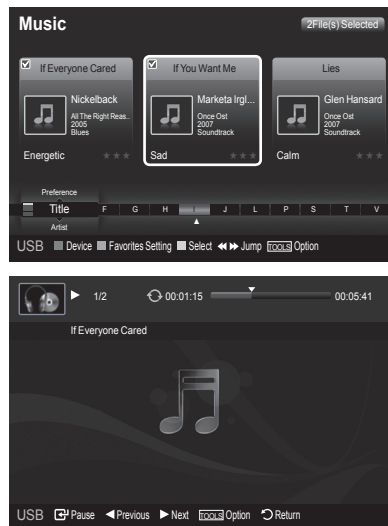 Music
2File(s) Selected
If Everyone Cared
If You Want Me
Lies
Nickelback
All The Right Reas..
2005
Blues
Marketa Irgl...
Once Ost
2007
Soundtrack
Glen Hansard
Once Ost
2007
Soundtrack
Energetic
Sad
Calm
Preference
Title F G H I J L P S T V
Artist
USB Device Favorites Setting Select Jump TOOLS Option
1/2 00:01:15 00:05:41
If Everyone Cared
USB Pause Previous Next TOOLS Option Return